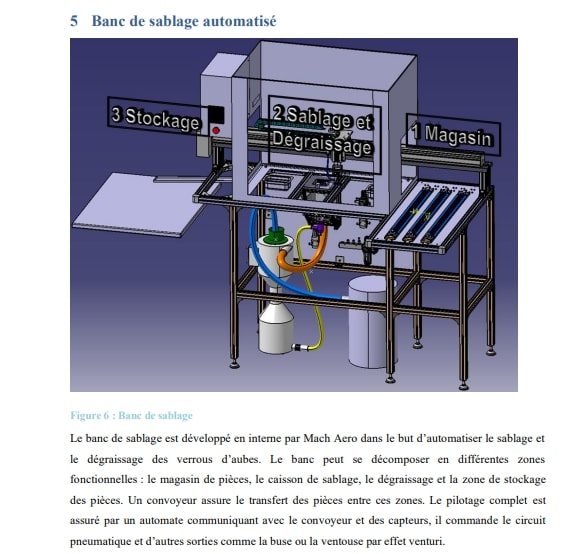 5 Banc de sablage automatisé
3 Stockage
2 Sablage et
Dégraissage
1 Magasin
Figure 6 : Banc de sablage
Le banc de sablage est développé en interne par Mach Aero dans le but d’automatiser le sablage et
le dégraissage des verrous d’aubes. Le banc peut se décomposer en différentes zones
fonctionnelles : le magasin de pièces, le caisson de sablage, le dégraissage et la zone de stockage
des pièces. Un convoyeur assure le transfert des pièces entre ces zones. Le pilotage complet est
assuré par un automate communiquant avec le convoyeur et des capteurs, il commande le circuit
pneumatique et d’autres sorties comme la buse ou la ventouse par effet venturi.